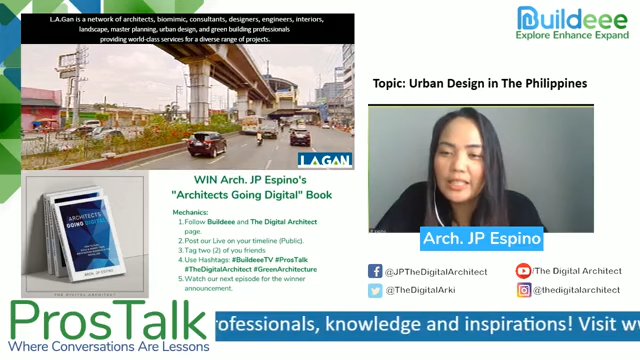 L.A.Gan is a network of architects, biomimic, consultants, designers, engineers, interiors,
landscape, master planning, urban design, and green building professionals
providing world-class services for a diverse range of projects.
L.A.GAN
Buildeee
Explore Enhance Expand
Topic: Urban Design in The Philippines
WIN Arch. JP Espino's
"Architects Going Digital" Book
Mechanics:
1. Follow Buildeee and The Digital Architect
page.
2. Post our Live on your timeline (Public).
3. Tag two (2) of you friends
4. Use Hashtags: #BuildeeeTV #ProsTalk
#TheDigitalArchitect #GreenArchitecture
5. Watch our next episode for the winner
announcement.
ARCHITECTS
GOING DIGITAL
ARCH. JP ESPINO
THE DIGITAL ARCHITECT
Arch. JP Espino
@JPTheDigitalArchitect
/The Digital Architect
@TheDigitalArki
@thedigitalarchitect
ProsTalk
Where Conversations Are Lessons
rofessionals, knowledge and inspirations! Visit ww